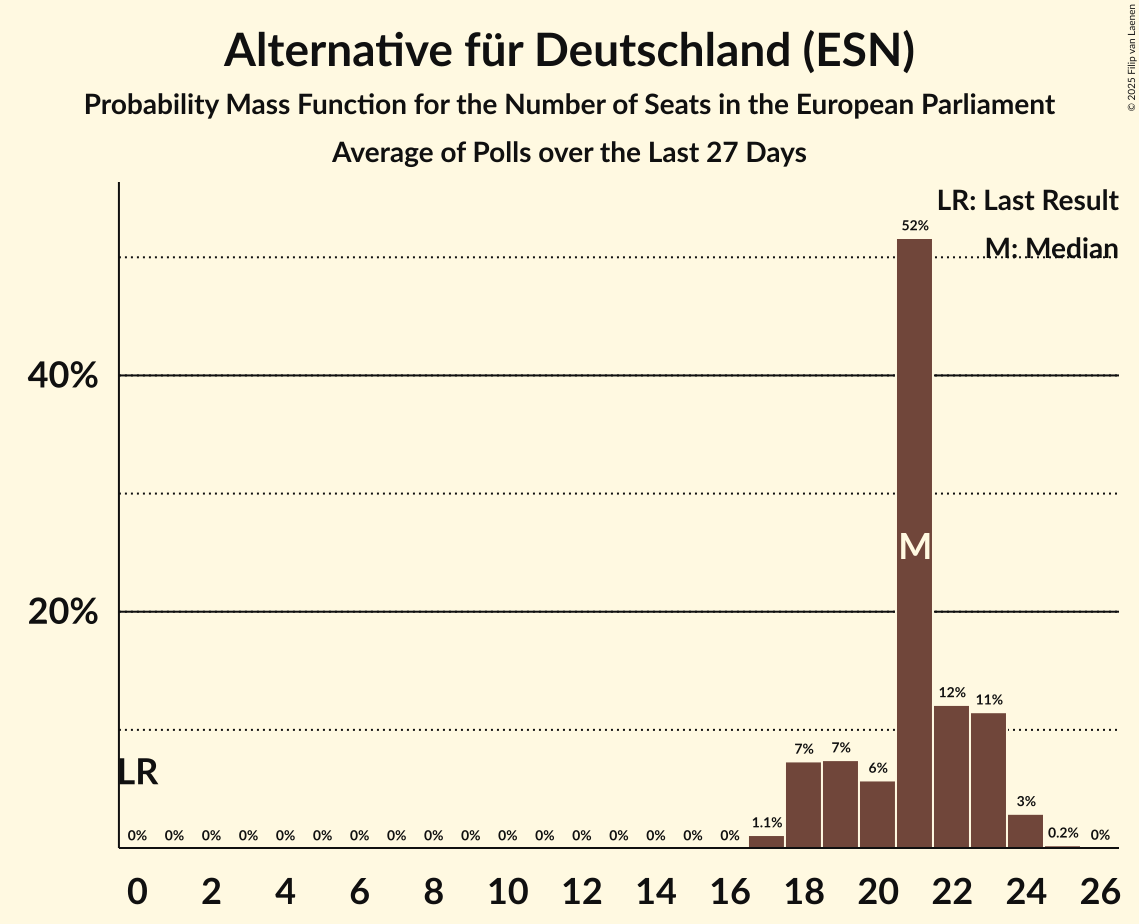 Alternative für Deutschland (ESN)
Probability Mass Function for the Number of Seats in the European Parliament
Average of Polls over the Last 27 Days
© 2025 Filip van Laenen
LR: Last Result
M: Median
52%
40%
M
20%
12%
11%
7%
7%
6%
3%
LR
1.1%
0.2%
0% 0% 0% 0% 0% 0% 0% 0% 0% 0% 0% 0% 0% 0% 0% 0% 0% 0%
0 2 4 6 8 10 12 14 16 18 20 22 24 26